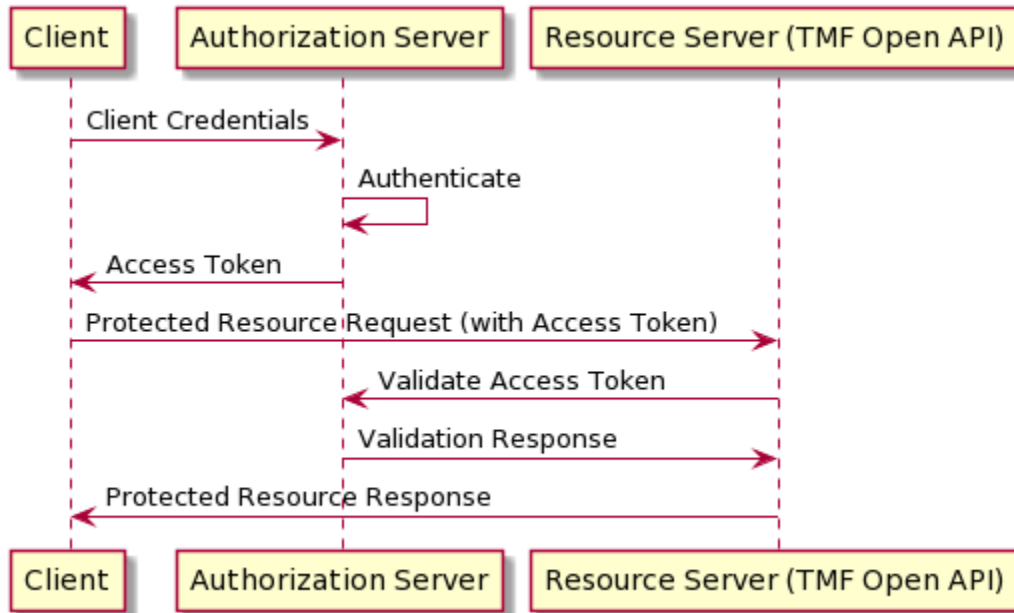 Client
Authorization Server
Resource Server (TMF Open API)
Client Credentials
Authenticate
Access Token
Protected Resource Request (with Access Token)
Validate Access Token
Validation Response
Protected Resource Response
Client
Authorization Server
Resource Server (TMF Open API)